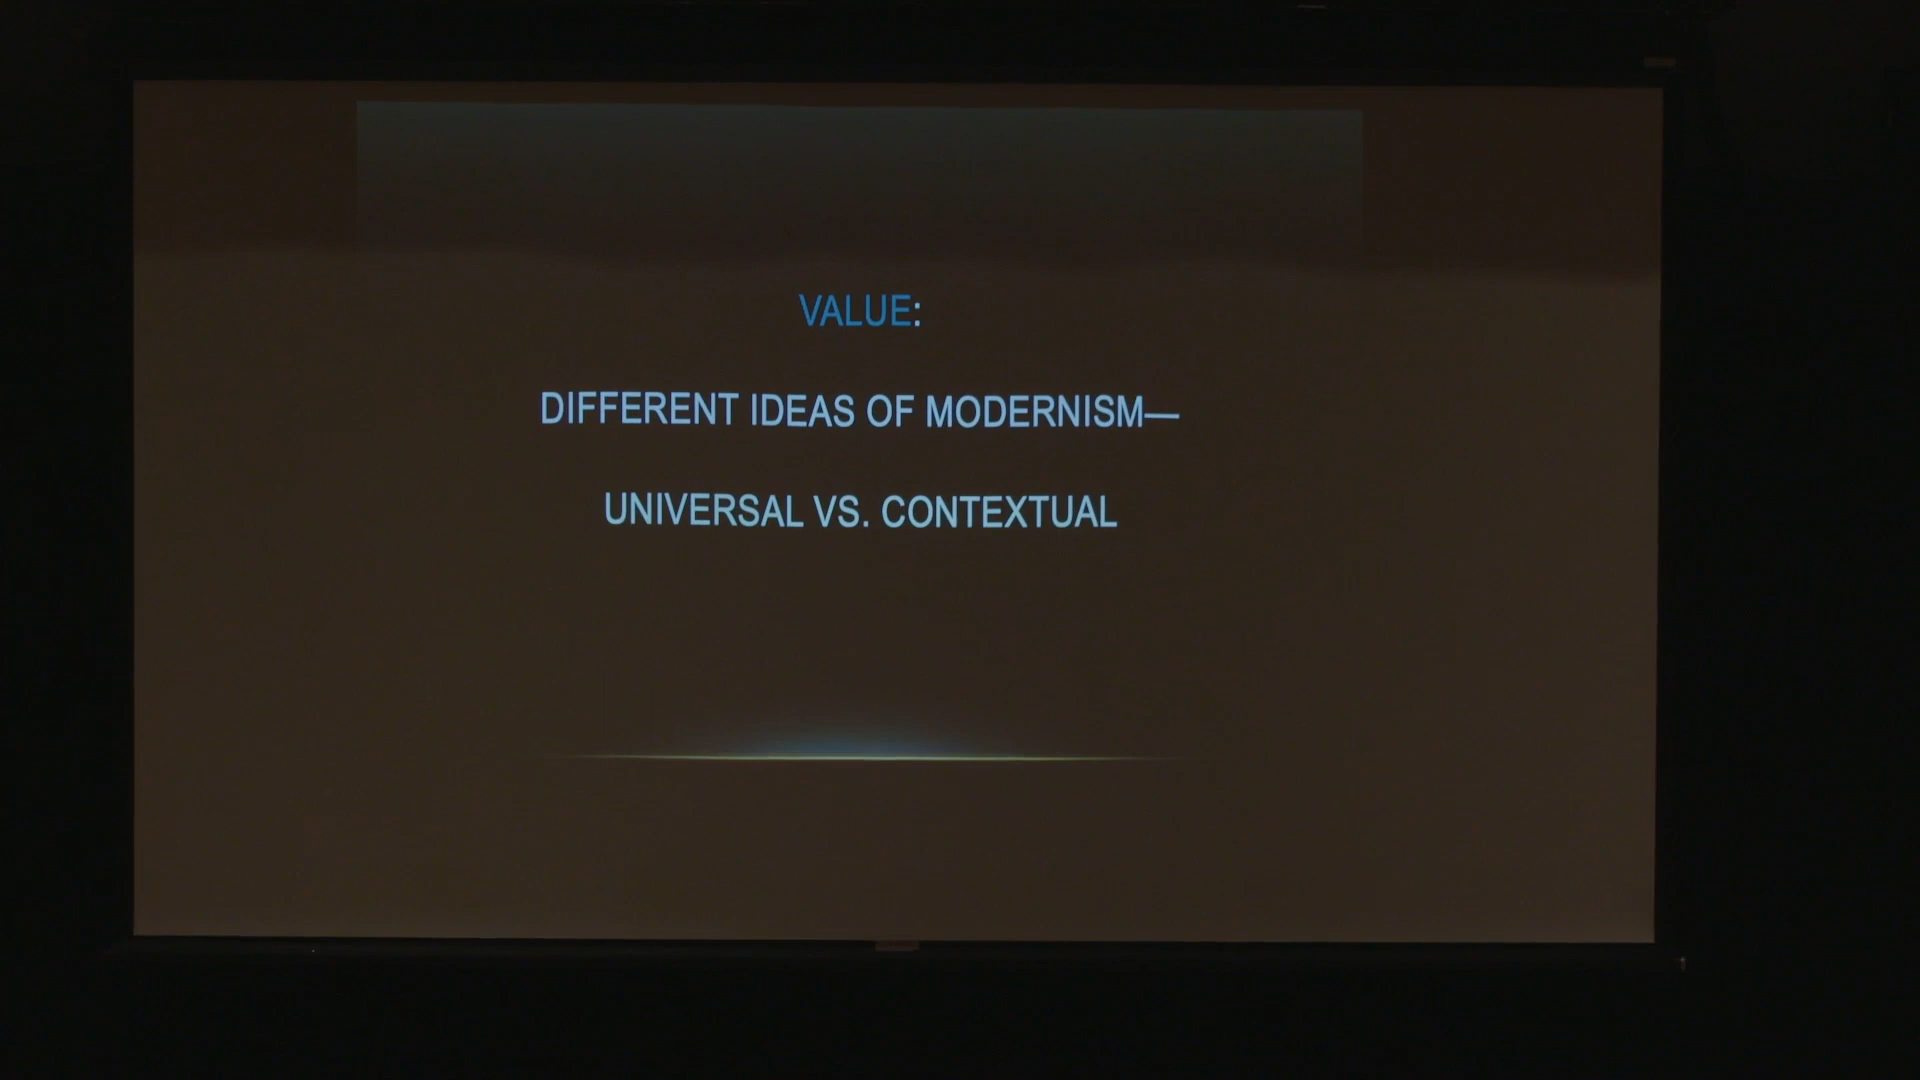 VALUE:
DIFFERENT IDEAS OF MODERNISM—
UNIVERSAL VS. CONTEXTUAL